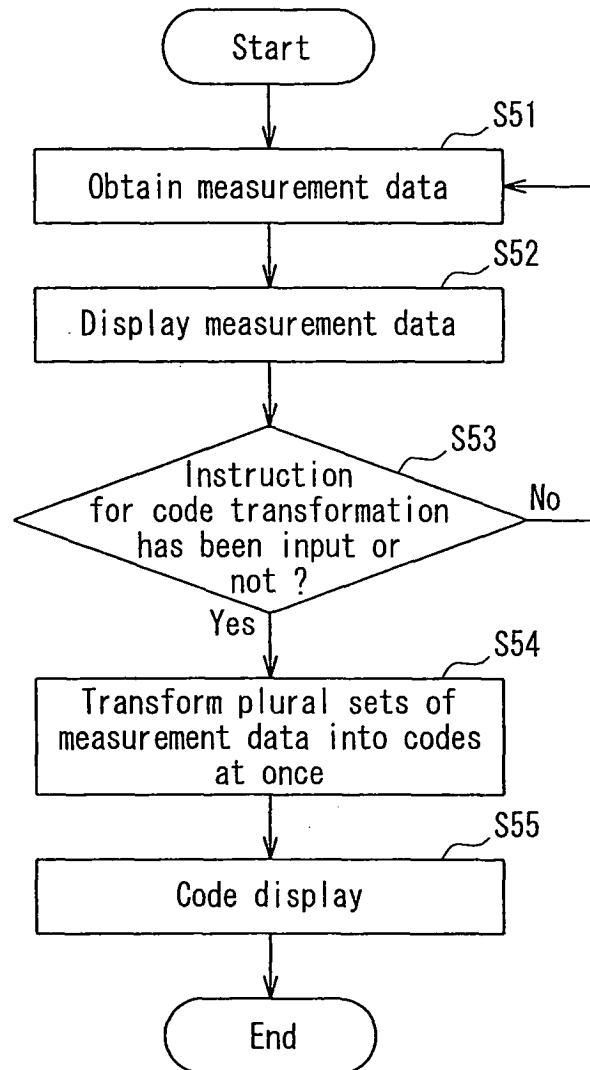 Start
S51
Obtain measurement data
S52
Display measurement data
S53
Instruction
for code transformation
has been input or
not ?
No
Yes
S54
Transform plural sets of
measurement data into codes
at once
S55
Code display
End